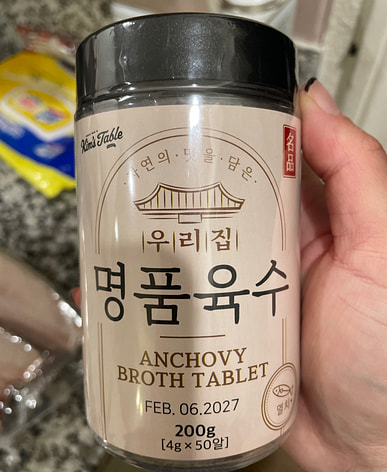 Kim's Table
名品
자연의·맛을·담은
우리집
명품육수
ANCHOVY
BROTH TABLET
멸치
FEB. 06.2027
200g
[4g×50알]